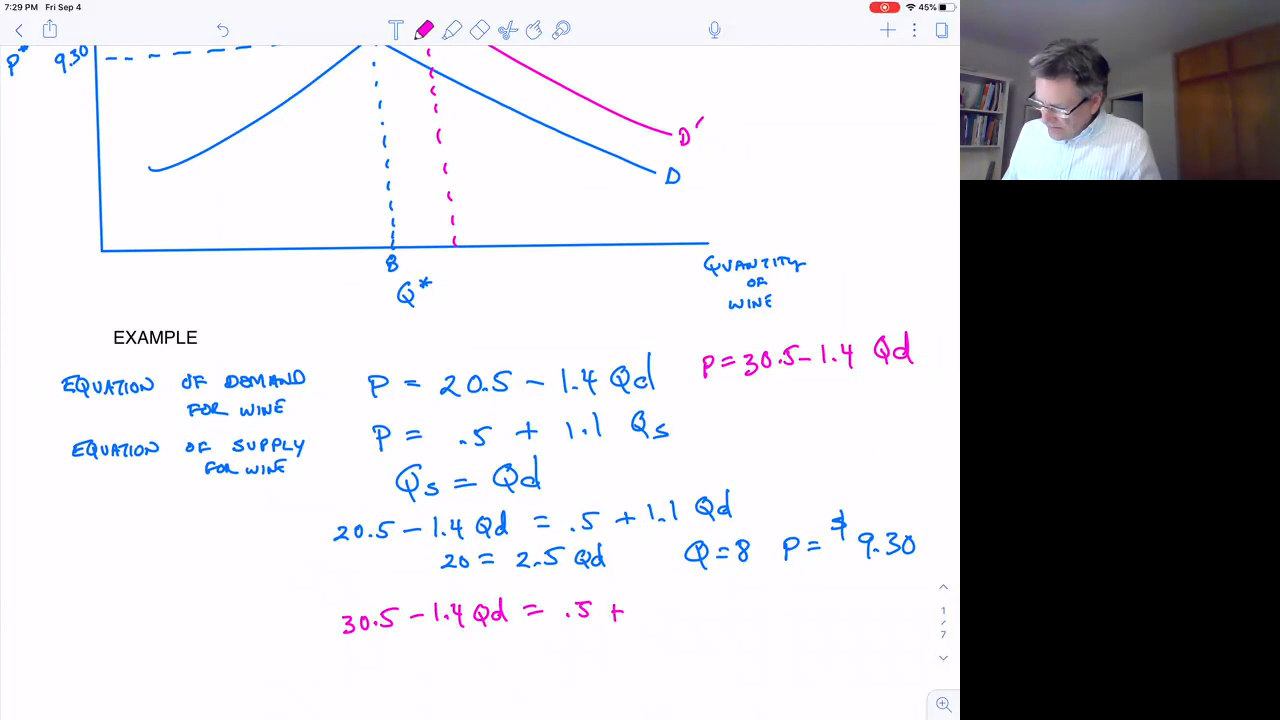 7:29 PM Fri Sep 4
45%
P* 9.30
D'
D
8
Q*
QUANTITY
OF
WINE
EXAMPLE
P = 30.5 - 1.4 Qd
EQUATION OF DEMAND
FOR WINE
P = 20.5 - 1.4 Qd
EQUATION OF SUPPLY
FOR WINE
P = .5 + 1.1 Qs
Qs = Qd
20.5 - 1.4 Qd = .5 + 1.1 Qd
20 = 2.5 Qd
Q = 8 P = $ 9.30
30.5 - 1.4 Qd = .5 +
1
/
7